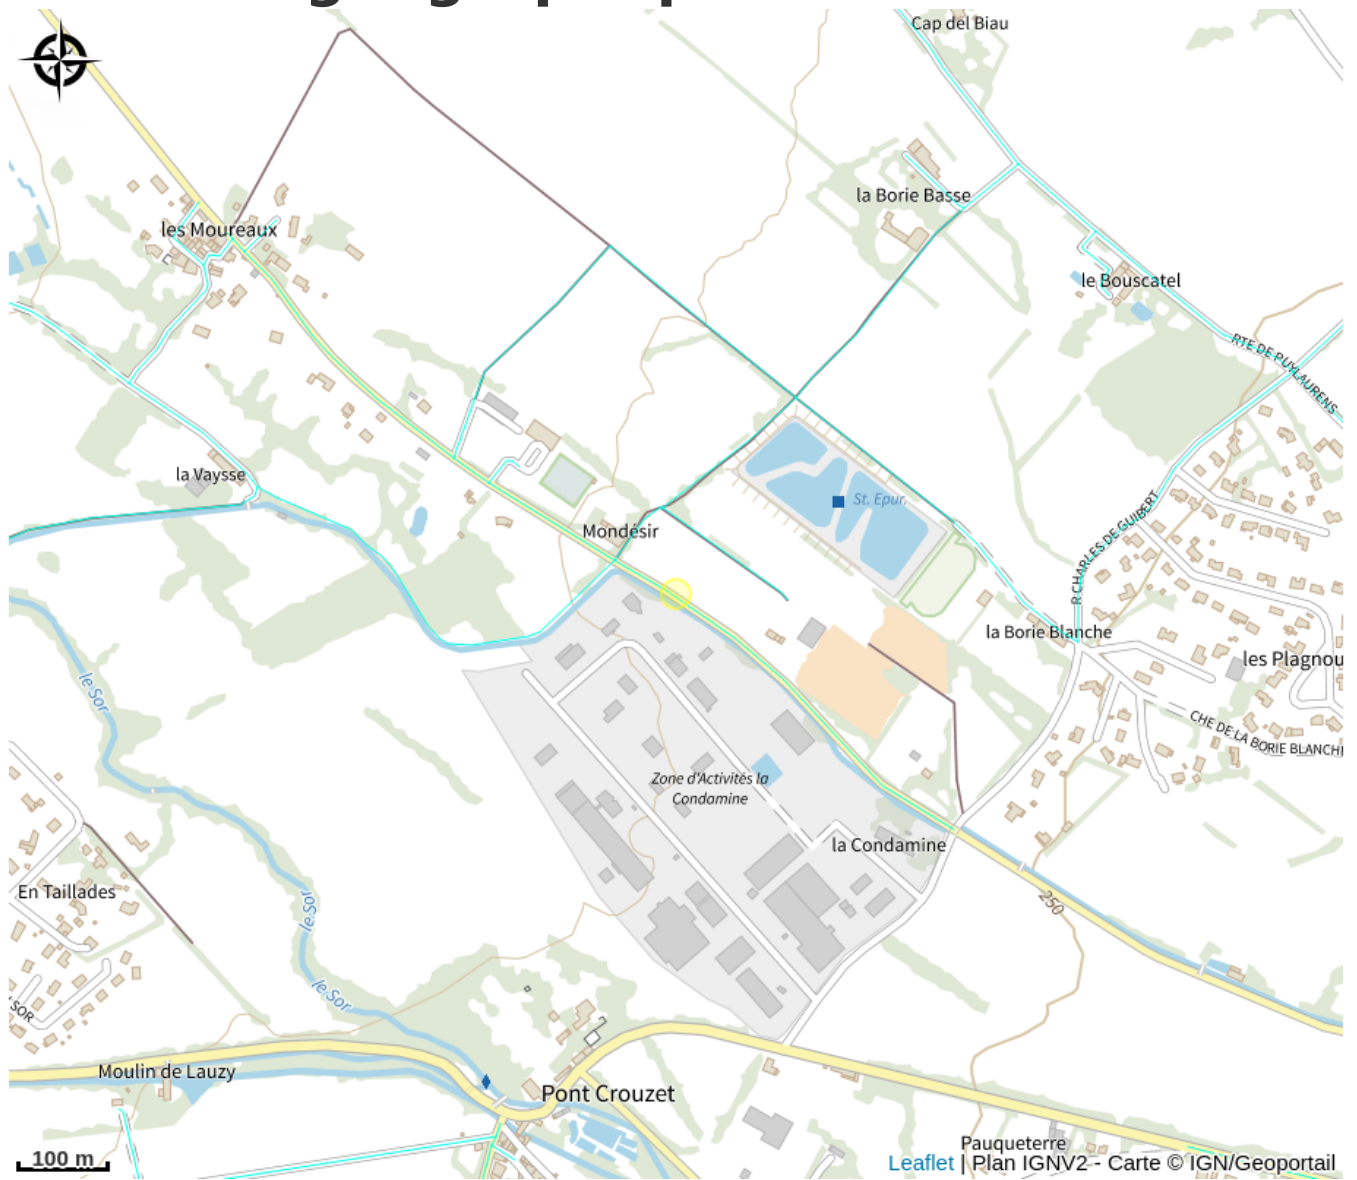 Cap del Biau
la Borie Basse
les Moureaux
le Bouscatel
RTE DE PUYLAURENS
la Vaysse
St. Epur.
R CHARLES DE GUIBERT
Mondésir
la Borie Blanche
les Plagnou
le Sor
CHE DE LA BORIE BLANCHE
Zone d'Activités la
Condamine
la Condamine
En Taillades
250
le Sor
le Sor
SOR
Moulin de Lauzy
Pont Crouzet
Pauqueterre
100 m
Leaflet | Plan IGNV2 - Carte © IGN/Geoportail